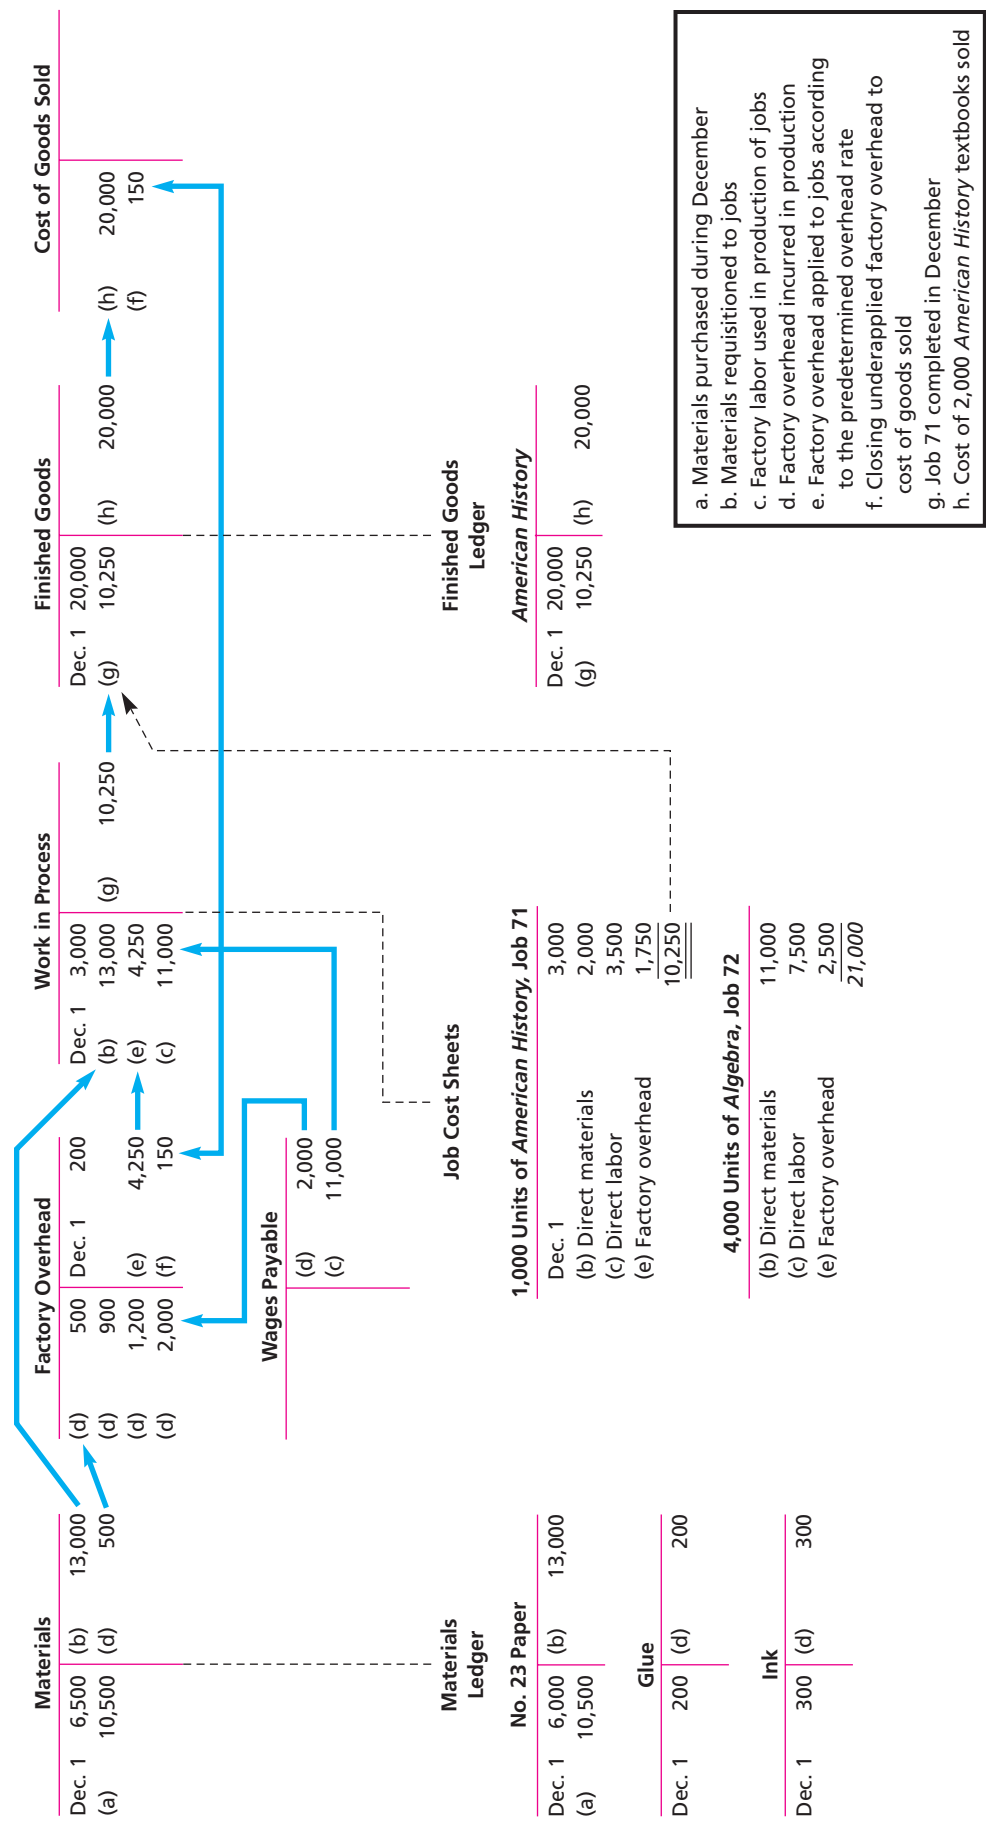 Materials
Dec. 1 6,500 (b) 13,000
(a) 10,500 (d) 500
Factory Overhead
(d) 500 Dec. 1 200
(d) 900
(d) 1,200 (e) 4,250
(d) 2,000 (f) 150
Work in Process
Dec. 1 3,000
(b) 13,000 (g) 10,250
(e) 4,250
(c) 11,000
Finished Goods
Dec. 1 20,000
(g) 10,250 (h) 20,000
Cost of Goods Sold
(h) 20,000
(f) 150
Wages Payable
(d) 2,000
(c) 11,000
Materials
Ledger
No. 23 Paper
Dec. 1 6,000 (b) 13,000
(a) 10,500
Glue
Dec. 1 200 (d) 200
Ink
Dec. 1 300 (d) 300
Job Cost Sheets
1,000 Units of American History, Job 71
Dec. 1 3,000
(b) Direct materials 2,000
(c) Direct labor 3,500
(e) Factory overhead 1,750
10,250
4,000 Units of Algebra, Job 72
(b) Direct materials 11,000
(c) Direct labor 7,500
(e) Factory overhead 2,500
21,000
Finished Goods
Ledger
American History
Dec. 1 20,000
(g) 10,250 (h) 20,000
a. Materials purchased during December
b. Materials requisitioned to jobs
c. Factory labor used in production of jobs
d. Factory overhead incurred in production
e. Factory overhead applied to jobs according
to the predetermined overhead rate
f. Closing underapplied factory overhead to
cost of goods sold
g. Job 71 completed in December
h. Cost of 2,000 American History textbooks sold